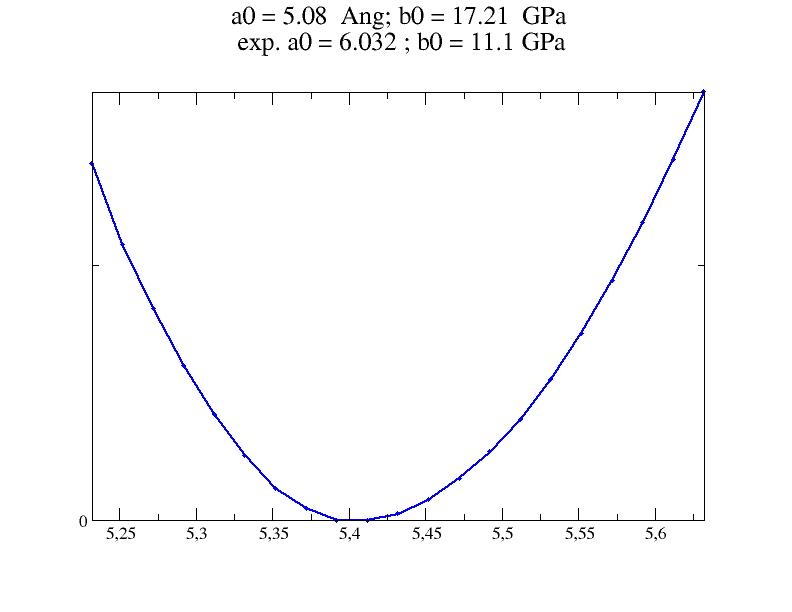 a0 = 5.08 Ang; b0 = 17.21 GPa
exp. a0 = 6.032 ; b0 = 11.1 GPa
0
5,25 5,3 5,35 5,4 5,45 5,5 5,55 5,6